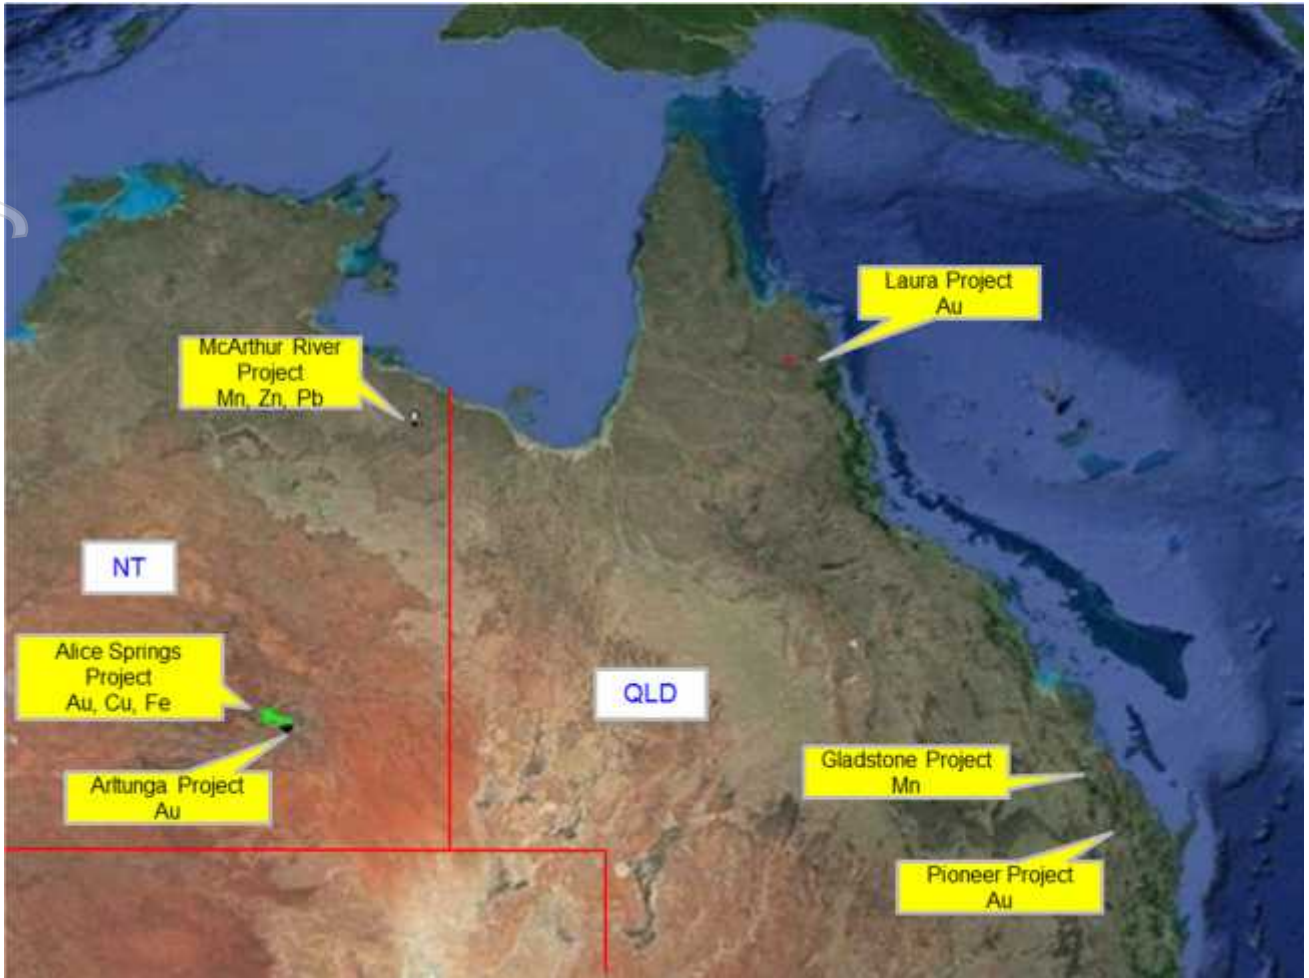 Laura Project
Au
McArthur River
Project
Mn, Zn, Pb
NT
Alice Springs
Project
Au, Cu, Fe
QLD
Arltunga Project
Au
Gladstone Project
Mn
Pioneer Project
Au